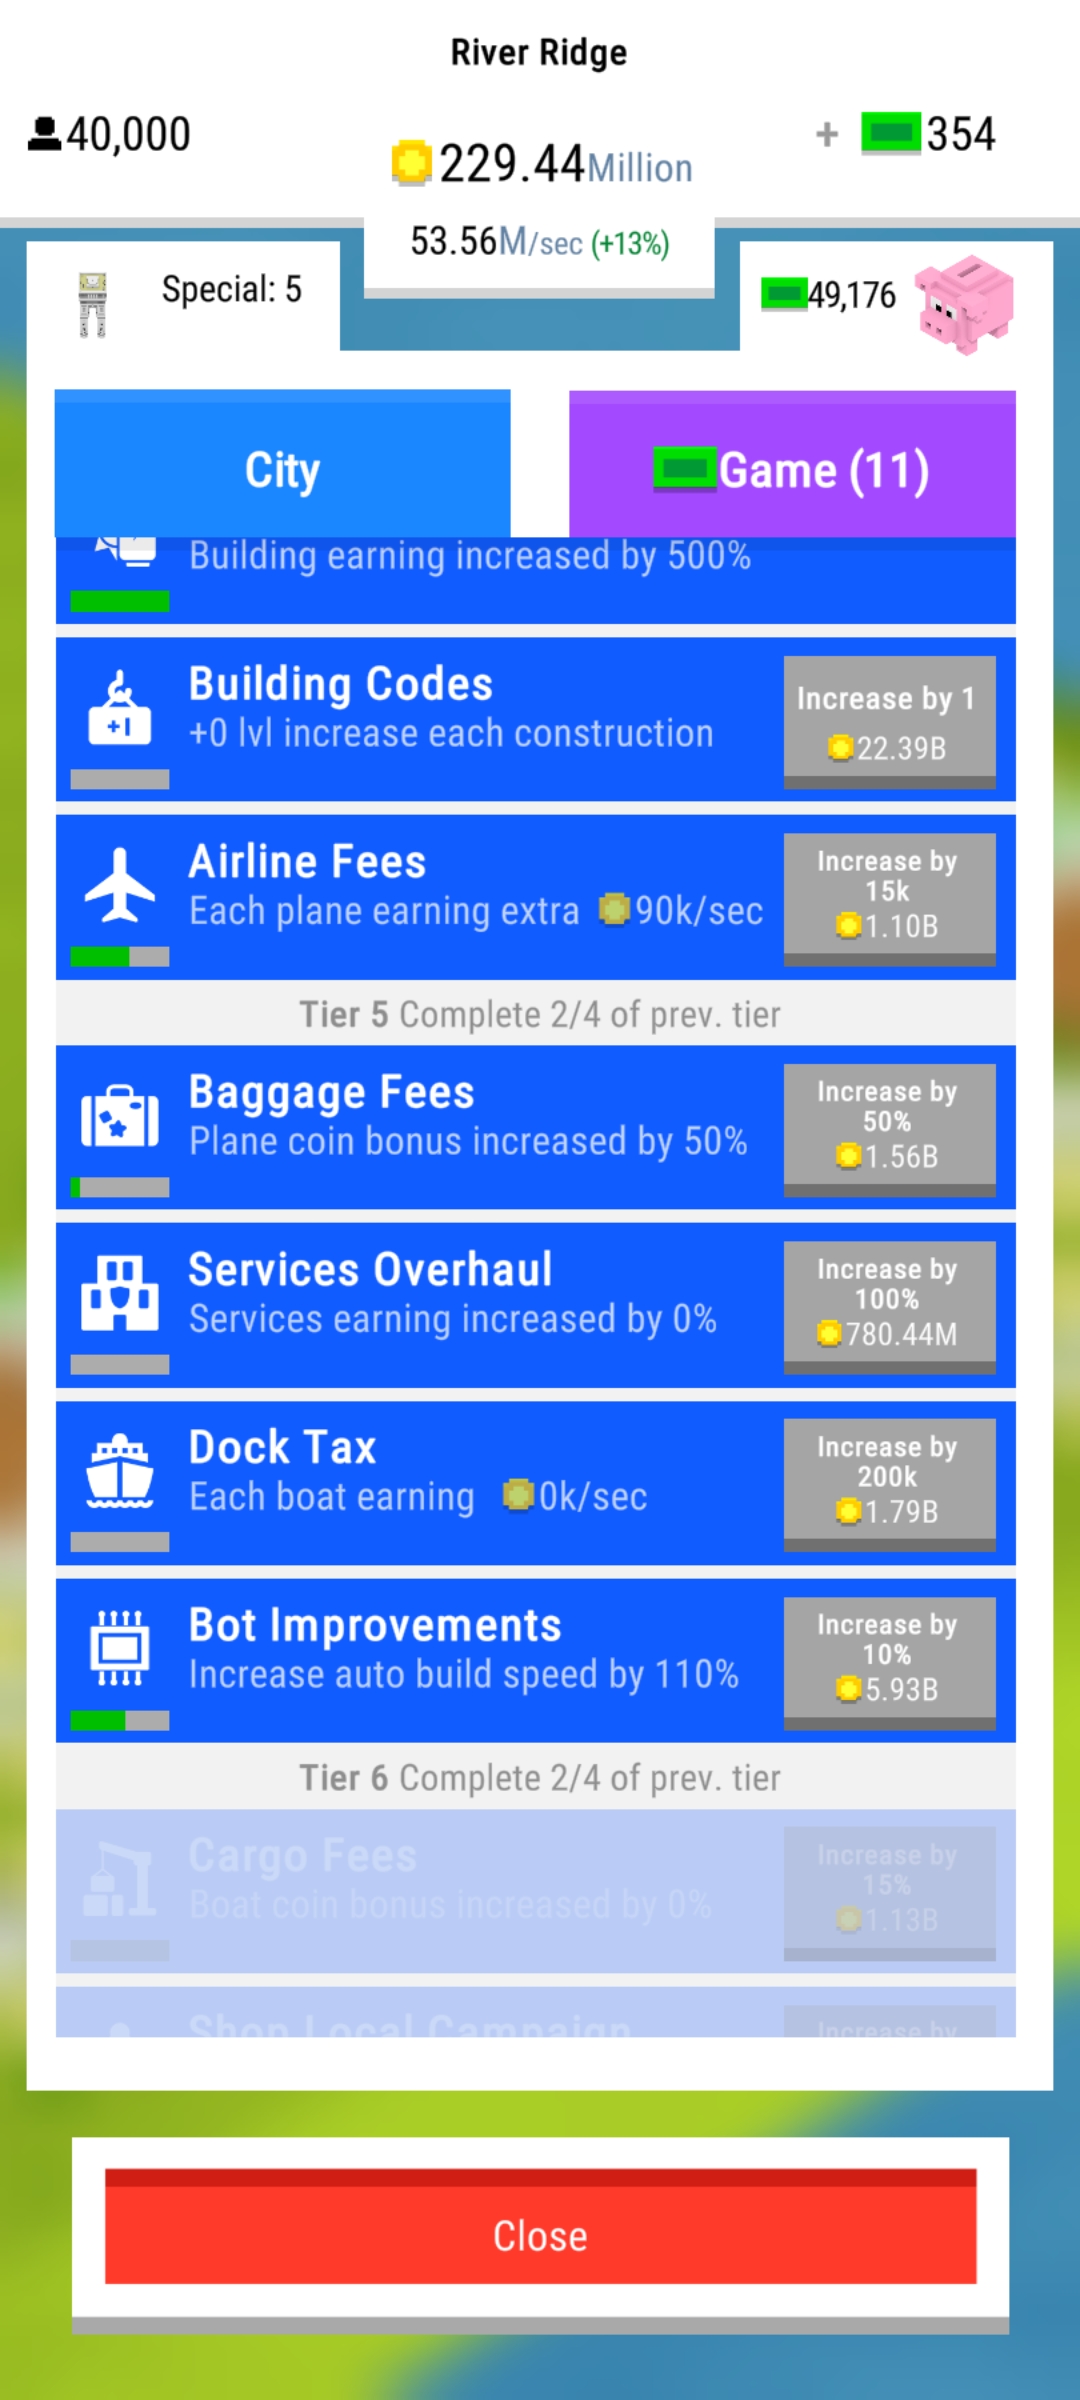 River Ridge
40,000
229.44Million
+ 354
53.56M/sec (+13%)
Special: 5
49,176
City
Game (11)
Building earning increased by 500%
Building Codes
+0 lvl increase each construction
Increase by 1
22.39B
Airline Fees
Each plane earning extra 90k/sec
Increase by
15k
1.10B
Tier 5 Complete 2/4 of prev. tier
Baggage Fees
Plane coin bonus increased by 50%
Increase by
50%
1.56B
Services Overhaul
Services earning increased by 0%
Increase by
100%
780.44M
Dock Tax
Each boat earning 0k/sec
Increase by
200k
1.79B
Bot Improvements
Increase auto build speed by 110%
Increase by
10%
5.93B
Tier 6 Complete 2/4 of prev. tier
Cargo Fees
Boat coin bonus increased by 0%
Increase by
15%
1.13B
Shop Local Campaign
Increase by
Close